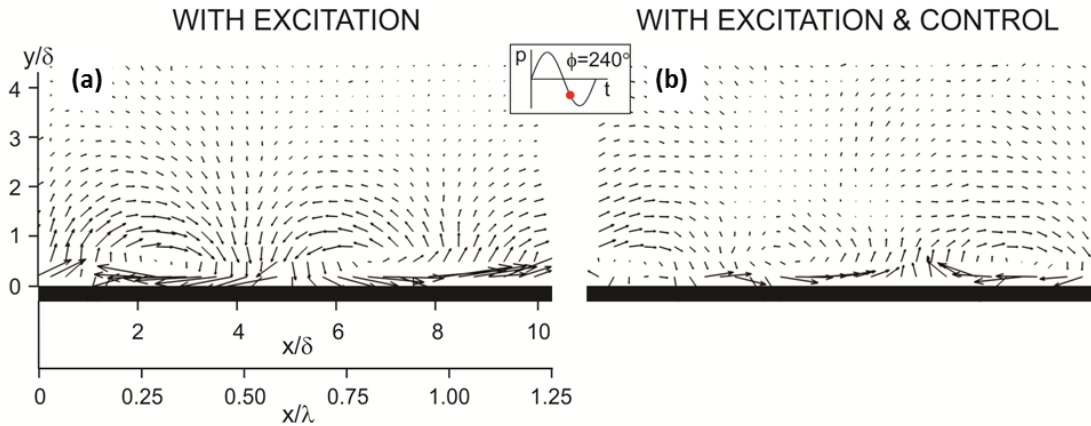 WITH EXCITATION
WITH EXCITATION & CONTROL
y/δ
(a)
p
ϕ=240°
t
(b)
4
3
2
1
0
2
4
6
8
10
x/δ
0
0.25
0.50
0.75
1.00
1.25
x/λ